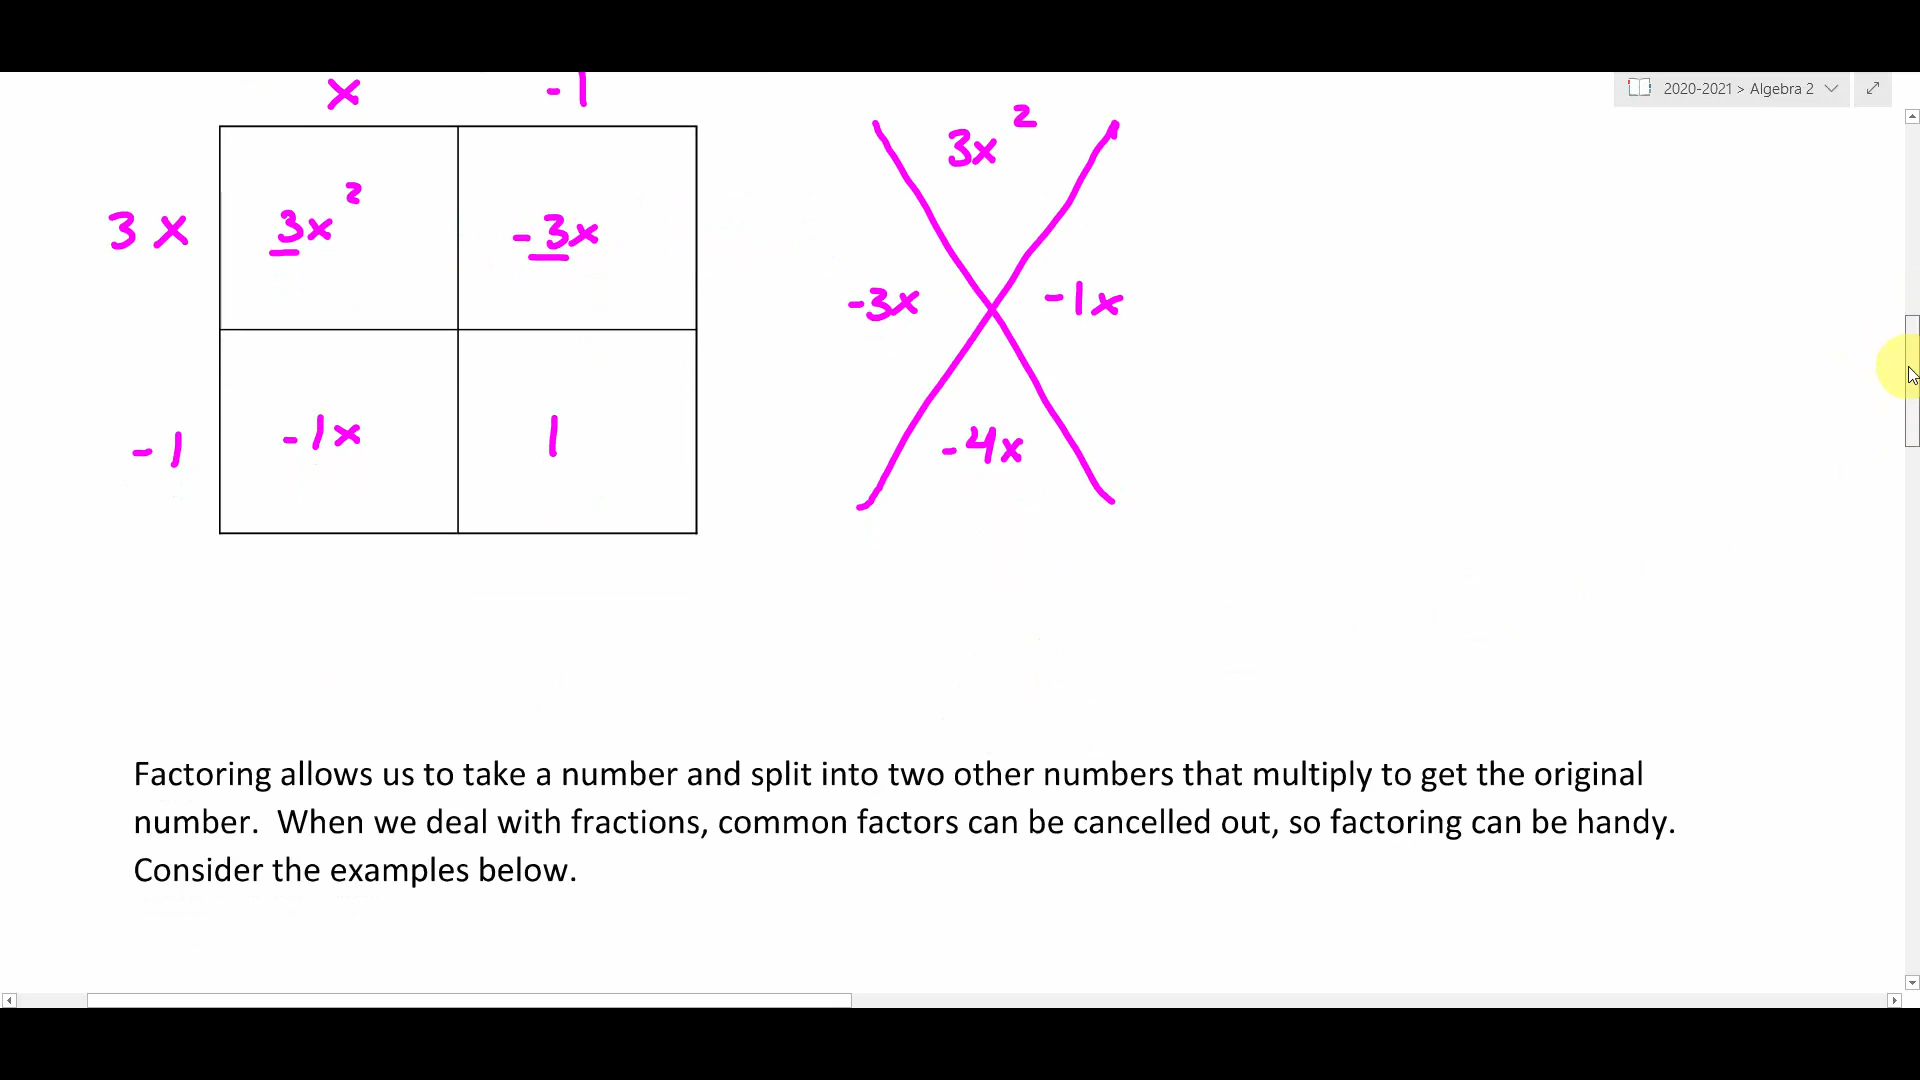 2020-2021 > Algebra 2
x -1
3x 3x² -3x
-1 -1x 1
3x²
-3x -1x
-4x
Factoring allows us to take a number and split into two other numbers that multiply to get the original
number. When we deal with fractions, common factors can be cancelled out, so factoring can be handy.
Consider the examples below.